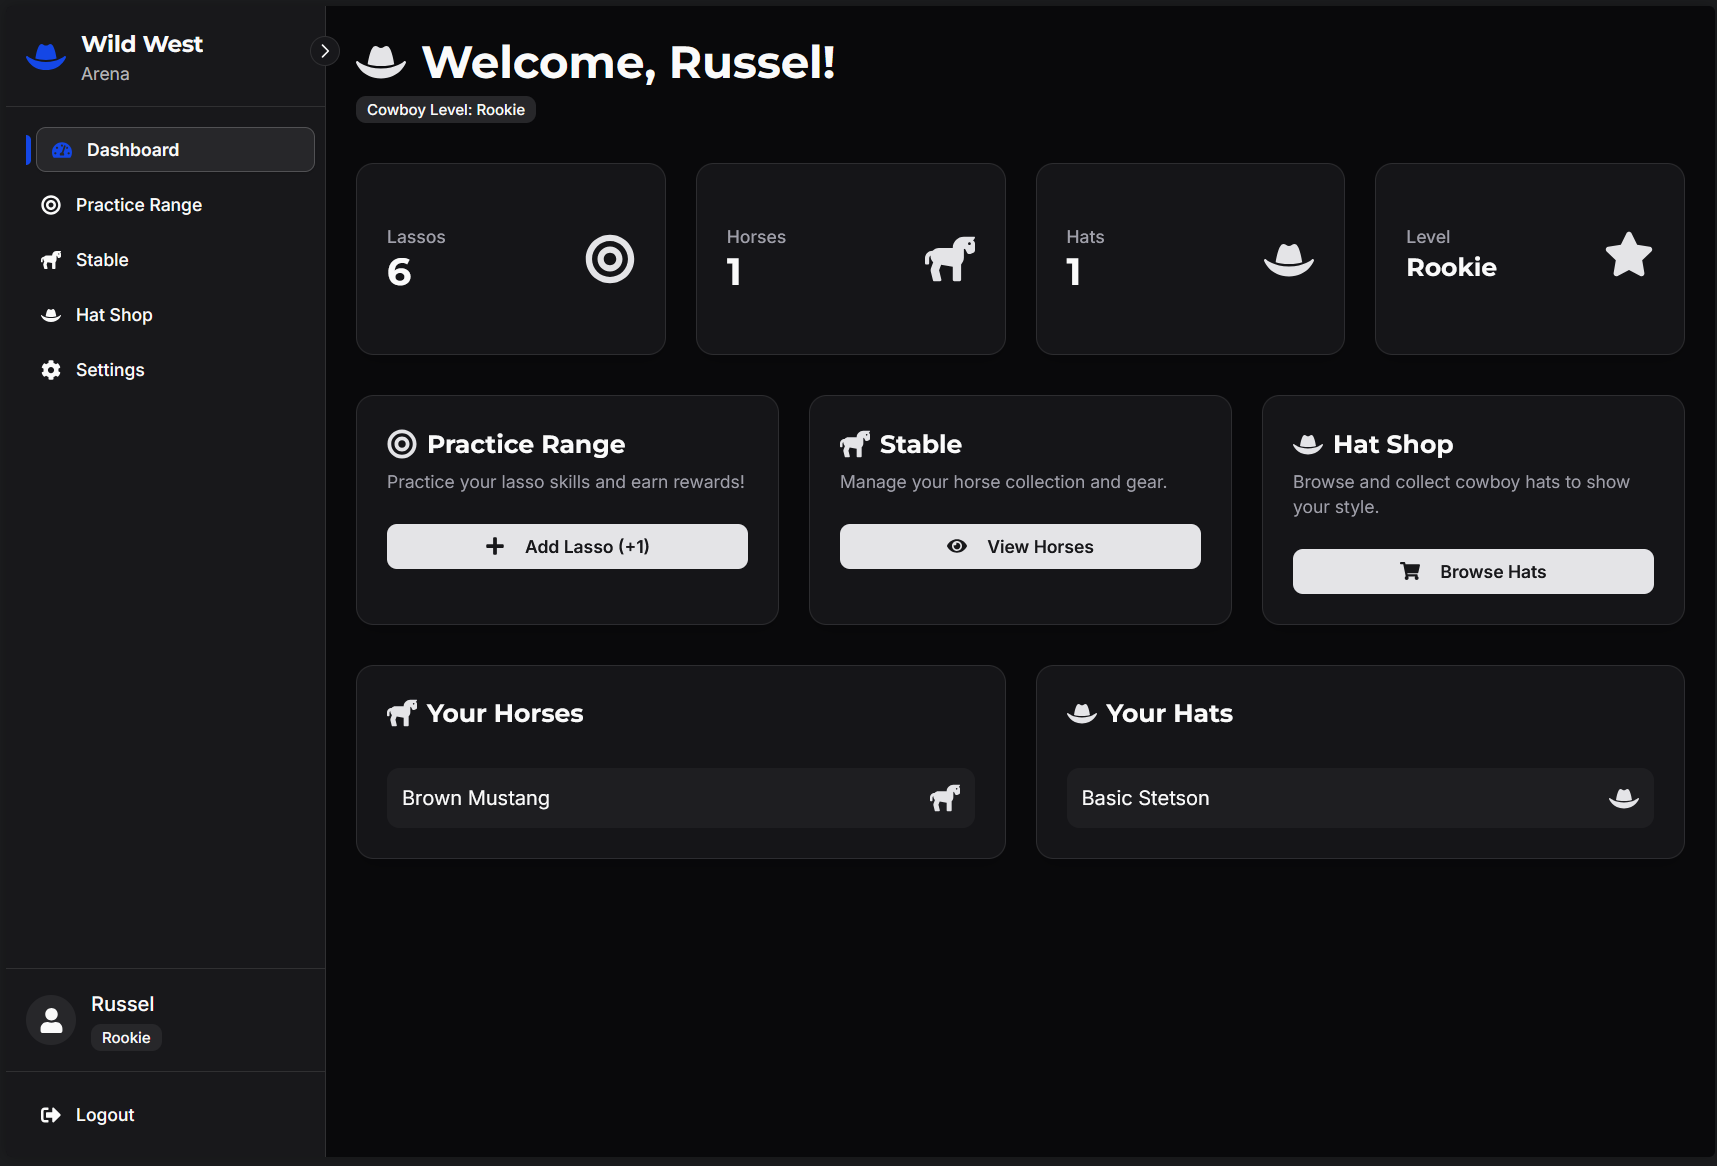 Wild West
Arena
Dashboard
Practice Range
Stable
Hat Shop
Settings
Russel
Rookie
Logout
Welcome, Russel!
Cowboy Level: Rookie
Lassos
6
Horses
1
Hats
1
Level
Rookie
Practice Range
Practice your lasso skills and earn rewards!
Add Lasso (+1)
Stable
Manage your horse collection and gear.
View Horses
Hat Shop
Browse and collect cowboy hats to show
your style.
Browse Hats
Your Horses
Brown Mustang
Your Hats
Basic Stetson